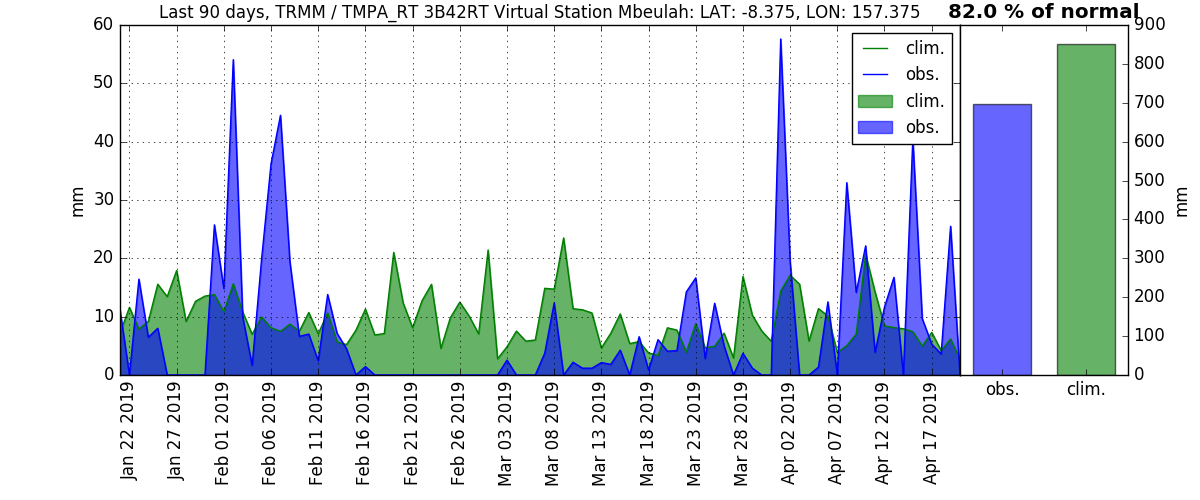 Last 90 days, TRMM / TMPA_RT 3B42RT Virtual Station Mbeulah: LAT: -8.375, LON: 157.375
82.0 % of normal
60
50
40
30
20
10
0
mm
clim.
obs.
clim.
obs.
900
800
700
600
500
400
300
200
100
0
mm
Jan 22 2019
Jan 27 2019
Feb 01 2019
Feb 06 2019
Feb 11 2019
Feb 16 2019
Feb 21 2019
Feb 26 2019
Mar 03 2019
Mar 08 2019
Mar 13 2019
Mar 18 2019
Mar 23 2019
Mar 28 2019
Apr 02 2019
Apr 07 2019
Apr 12 2019
Apr 17 2019
obs.
clim.